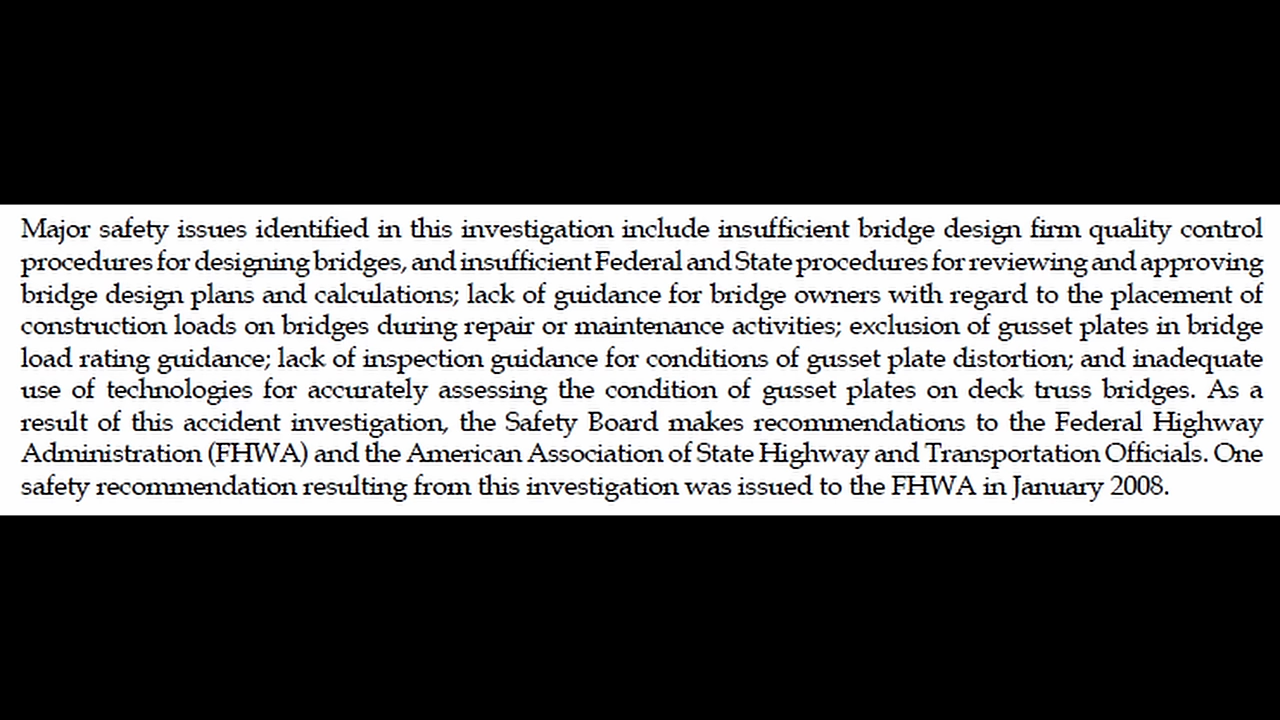 Major safety issues identified in this investigation include insufficient bridge design firm quality control
procedures for designing bridges, and insufficient Federal and State procedures for reviewing and approving
bridge design plans and calculations; lack of guidance for bridge owners with regard to the placement of
construction loads on bridges during repair or maintenance activities; exclusion of gusset plates in bridge
load rating guidance; lack of inspection guidance for conditions of gusset plate distortion; and inadequate
use of technologies for accurately assessing the condition of gusset plates on deck truss bridges. As a
result of this accident investigation, the Safety Board makes recommendations to the Federal Highway
Administration (FHWA) and the American Association of State Highway and Transportation Officials. One
safety recommendation resulting from this investigation was issued to the FHWA in January 2008.